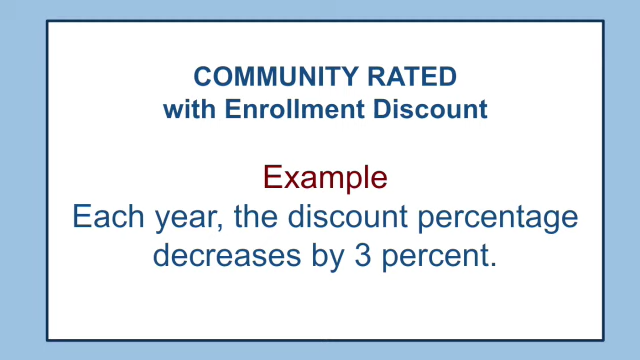 COMMUNITY RATED
with Enrollment Discount
Example
Each year, the discount percentage
decreases by 3 percent.